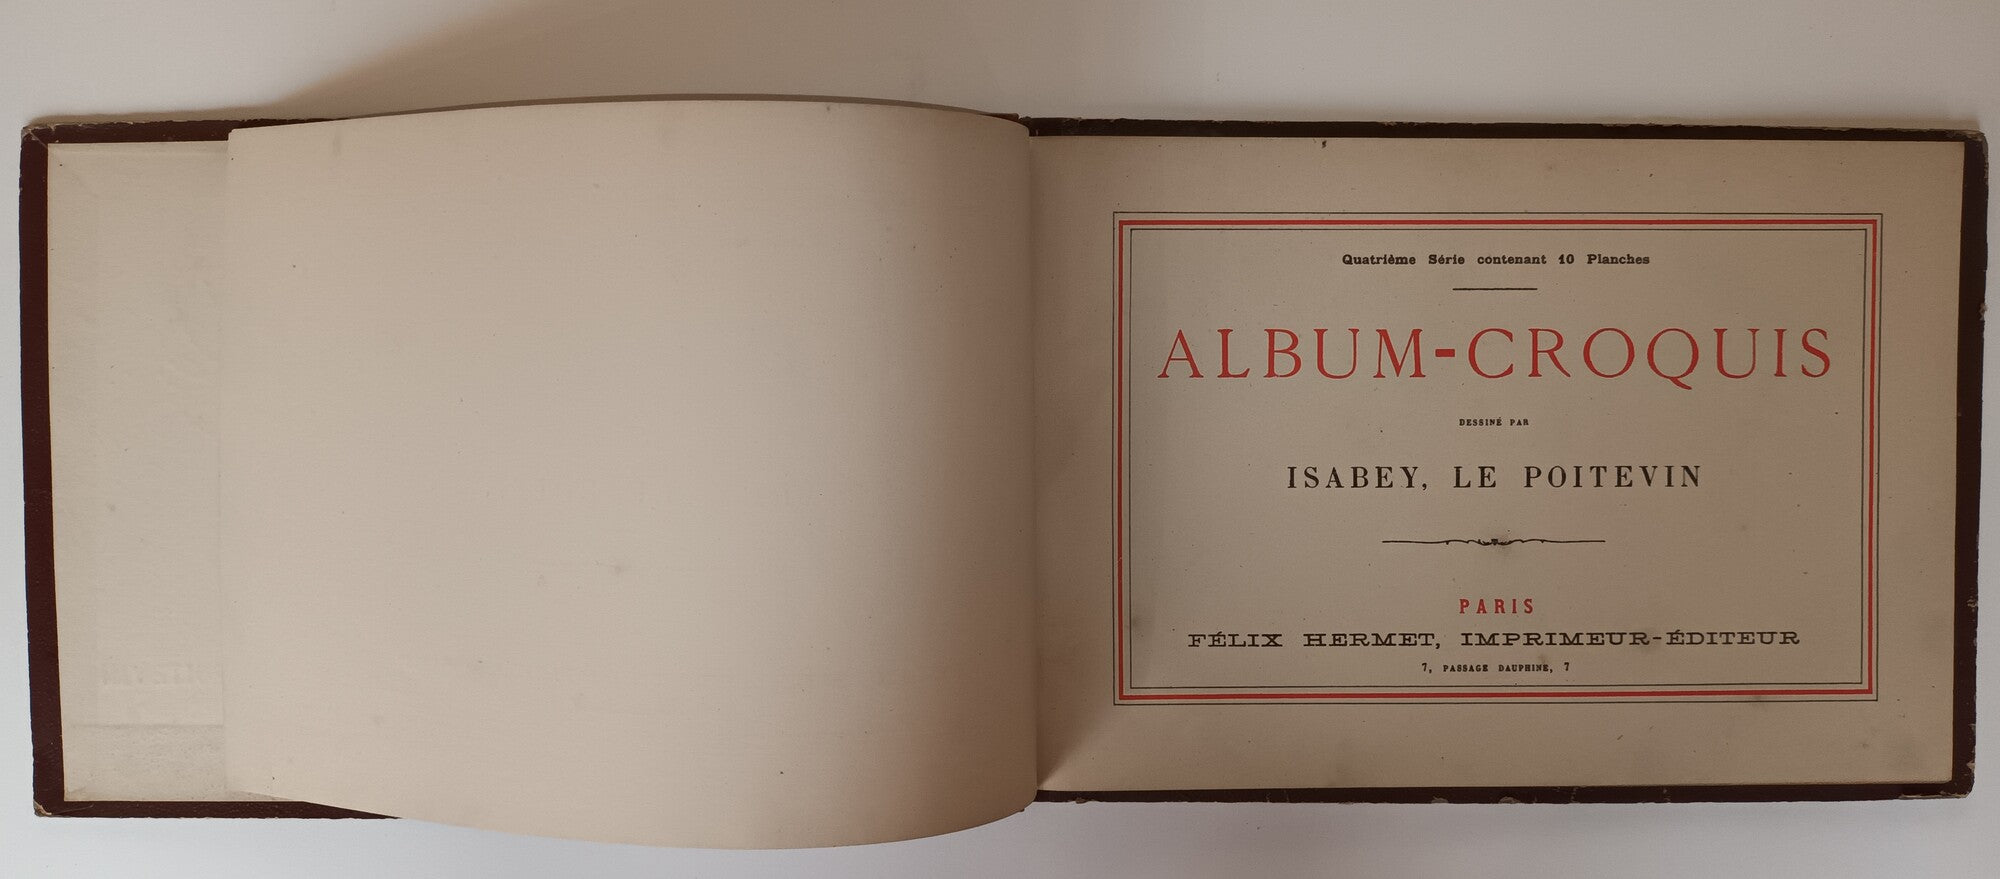 Quatrième Série contenant 10 Planches
ALBUM-CROQUIS
DESSINÉ PAR
ISABEY, LE POITEVIN
PARIS
FÉLIX HERMET, IMPRIMEUR-ÉDITEUR
7, PASSAGE DAUPHINE, 7